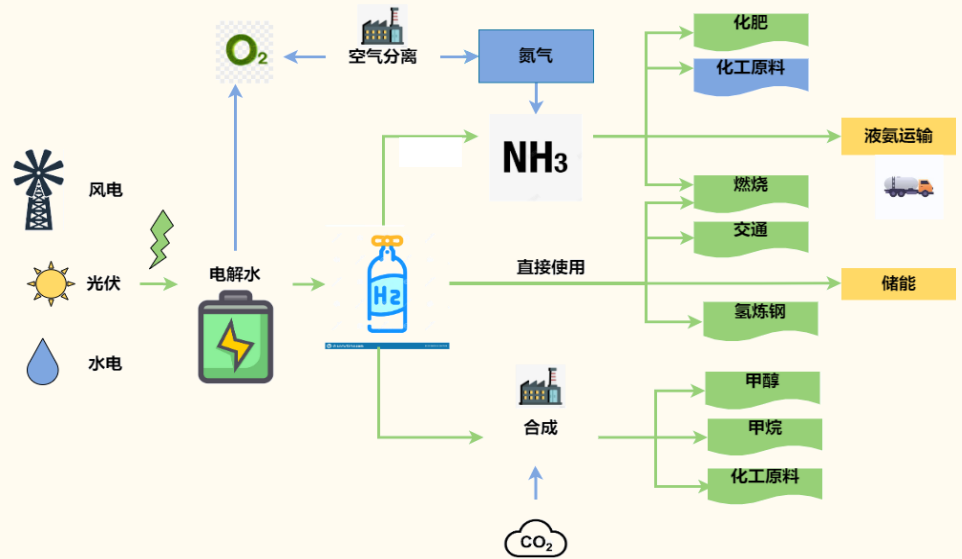 化肥
O₂
空气分离
氮气
化工原料
NH₃
液氨运输
风电
燃烧
交通
光伏
电解水
H2
直接使用
储能
氢炼钢
水电
甲醇
合成
甲烷
化工原料
CO₂